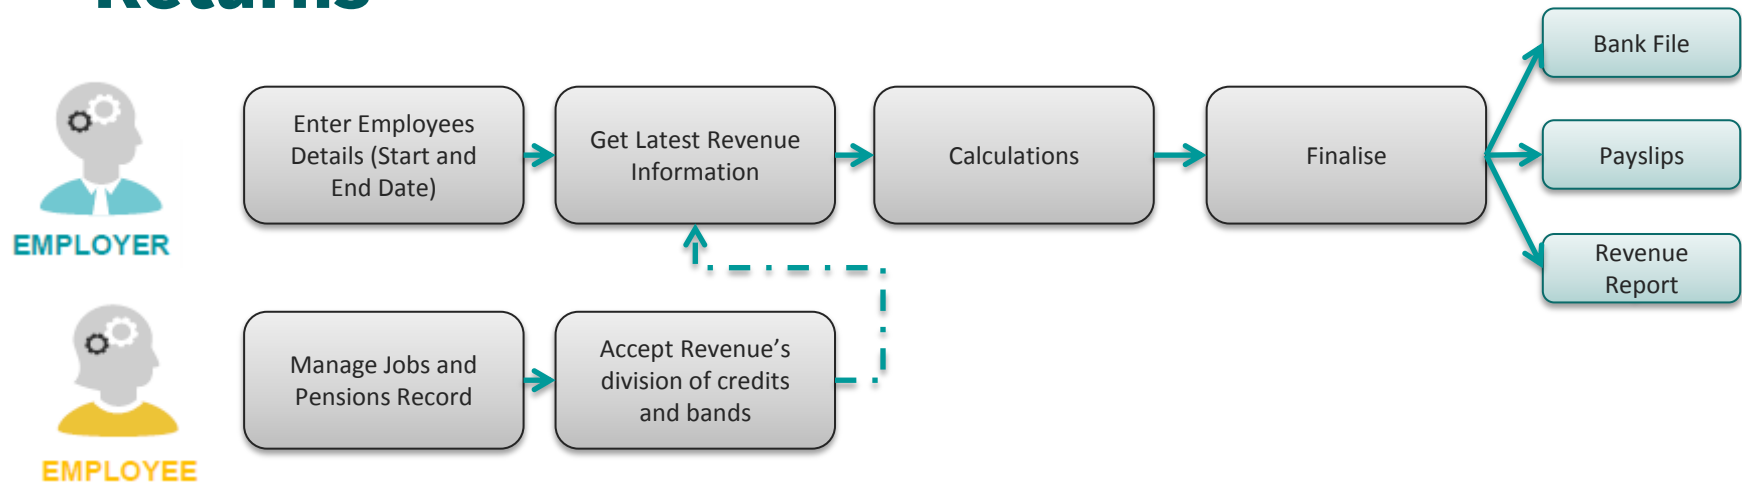 Returns
Bank File
Enter Employees
Details (Start and
End Date)
Get Latest Revenue
Information
Calculations
Finalise
Payslips
EMPLOYER
Revenue
Report
Manage Jobs and
Pensions Record
Accept Revenue’s
division of credits
and bands
EMPLOYEE